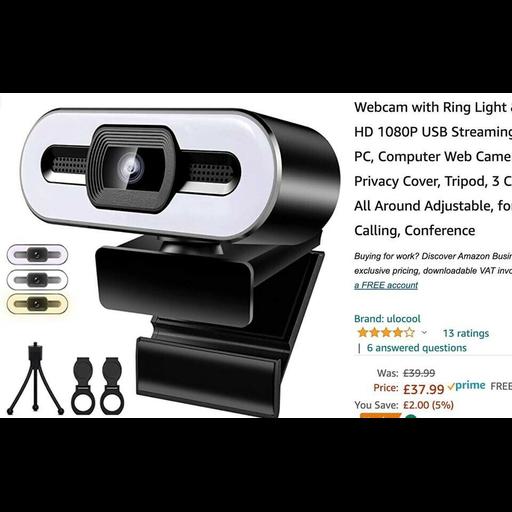 Webcam with Ring Light
HD 1080P USB Streaming
PC, Computer Web Came
Privacy Cover, Tripod, 3 C
All Around Adjustable, fo
Calling, Conference
Buying for work? Discover Amazon Busin
exclusive pricing, downloadable VAT invo
a FREE account
Brand: ulocool
13 ratings
| 6 answered questions
Was: £39.99
Price: £37.99 prime FREE
You Save: £2.00 (5%)